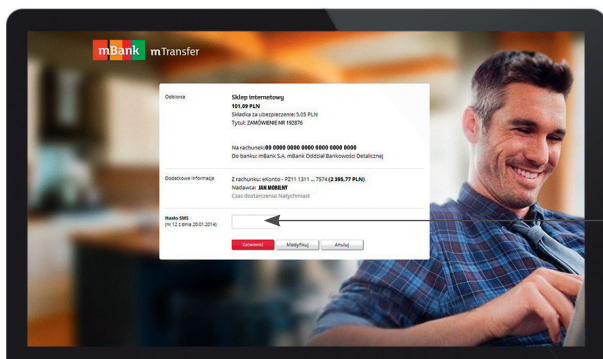 mBank mTransfer
Odbiorca
Sklep internetowy
101,09 PLN
Składka za ubezpieczenie: 5,05 PLN
Tytuł: ZAMÓWIENIE NR 192876
Na rachunek: 00 0000 0000 0000 0000 0000 0000
Do banku: mBank S.A. mBank Oddział Bankowości Detalicznej
Dodatkowe informacje
Z rachunku: eKonto - PZ11 1311 ... 7574 (2 395,77 PLN)
Nadawca: JAN MOBILNY
Czas dostarczenia: Natychmiast
Hasło SMS
(nr 12 z dnia 20.01.2014)
Zatwierdź Modyfikuj Anuluj